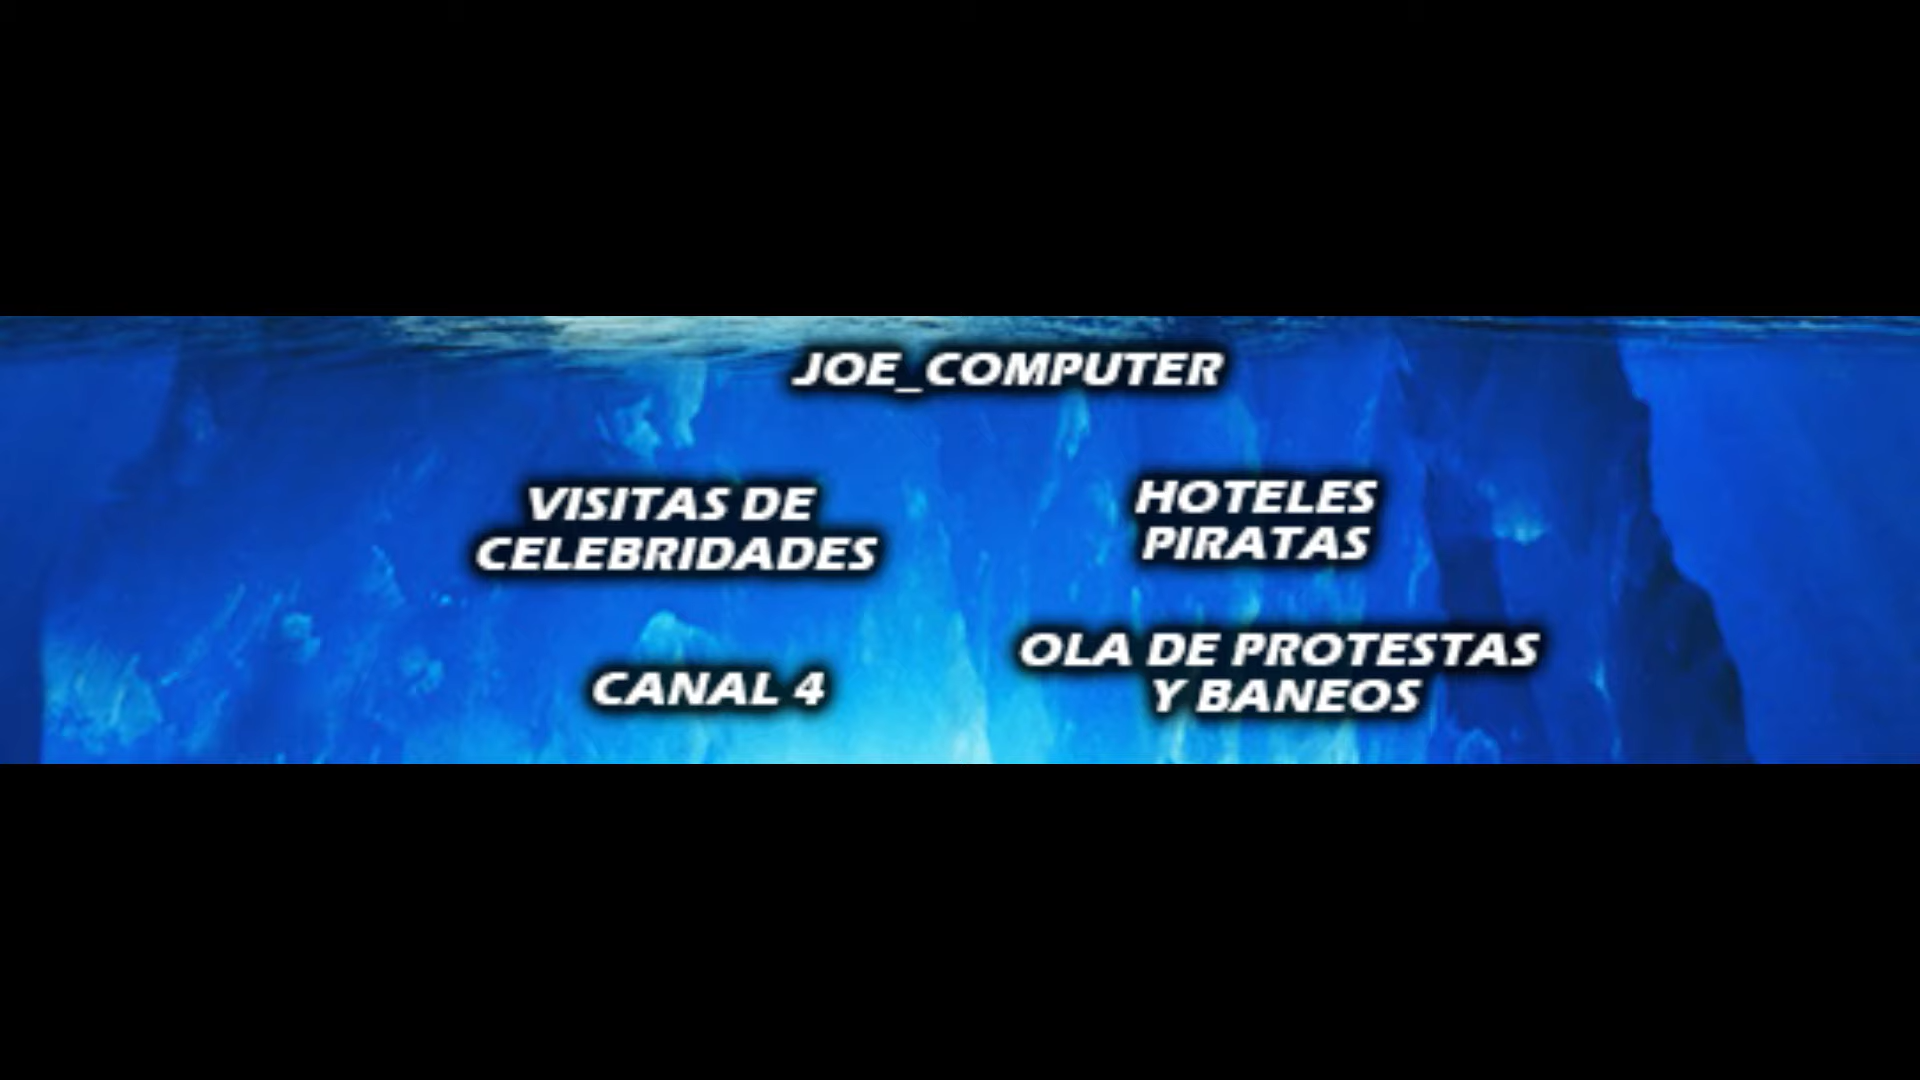 JOE_COMPUTER
VISITAS DE
CELEBRIDADES
HOTELES
PIRATAS
CANAL 4
OLA DE PROTESTAS
Y BANEOS